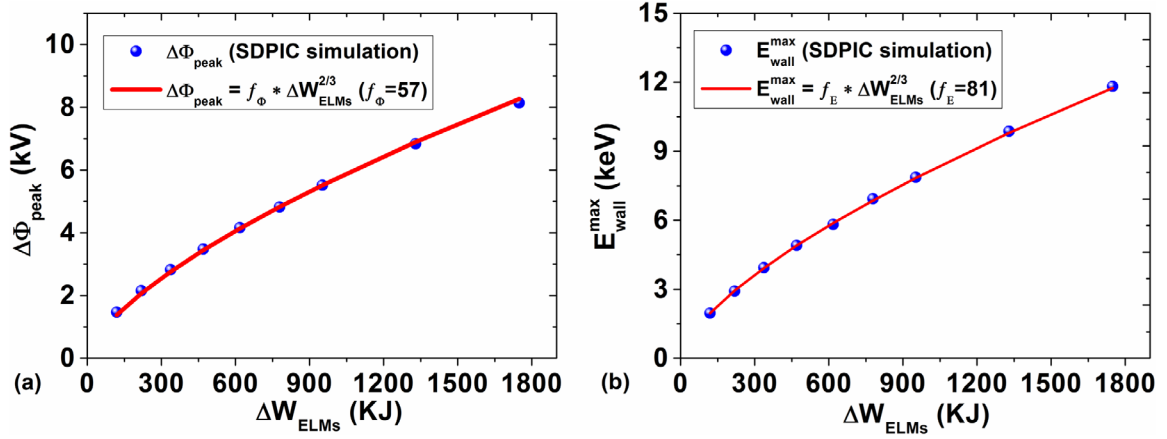 10
8
6
4
2
0
ΔΦpeak (kV)
ΔΦpeak (SDPIC simulation)
ΔΦpeak = fΦ * ΔW2/3ELMs (fΦ=57)
0 300 600 900 1200 1500 1800
(a)
ΔWELMs (KJ)
15
12
9
6
3
0
Emaxwall (keV)
Emaxwall (SDPIC simulation)
Emaxwall = fE * ΔW2/3ELMs (fE=81)
0 300 600 900 1200 1500 1800
(b)
ΔWELMs (KJ)